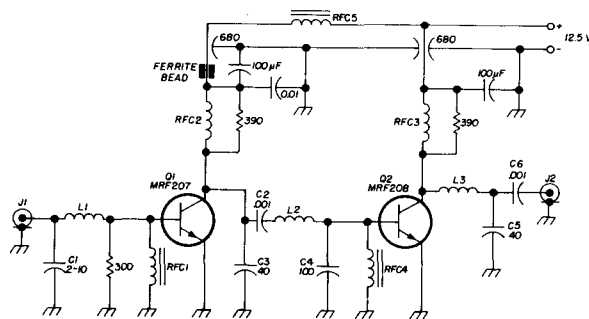 RFC5
+
680
680
12.5 V
-
FERRITE
BEAD
100µF
0.01
100µF
RFC2
390
RFC3
390
Q1
MRF207
Q2
MRF208
C6
.001
J2
J1
L1
C2
.001
L2
L3
C1
2-10
300
RFC1
C3
40
C4
100
RFC4
C5
40